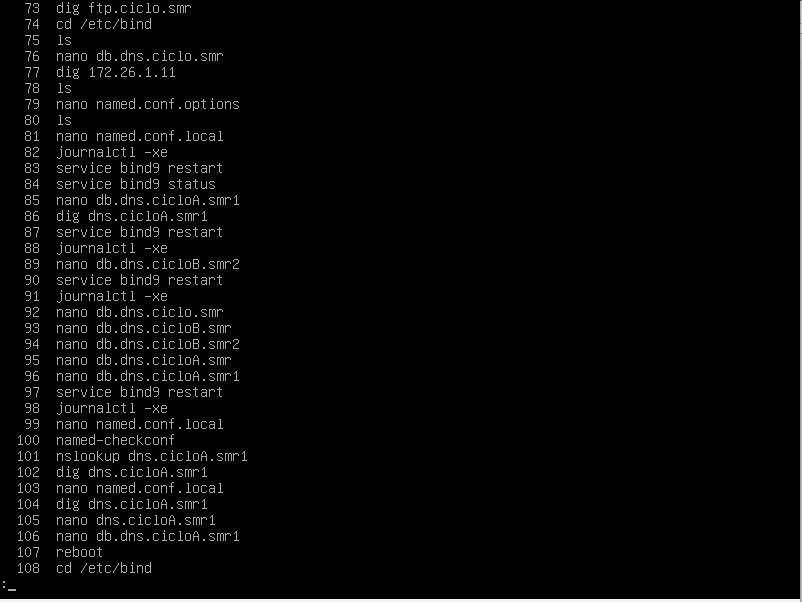 73 dig ftp.ciclo.smr
74 cd /etc/bind
75 ls
76 nano db.dns.ciclo.smr
77 dig 172.26.1.11
78 ls
79 nano named.conf.options
80 ls
81 nano named.conf.local
82 journalctl -xe
83 service bind9 restart
84 service bind9 status
85 nano db.dns.cicloA.smr1
86 dig dns.cicloA.smr1
87 service bind9 restart
88 journalctl -xe
89 nano db.dns.cicloB.smr2
90 service bind9 restart
91 journalctl -xe
92 nano db.dns.ciclo.smr
93 nano db.dns.cicloB.smr
94 nano db.dns.cicloB.smr2
95 nano db.dns.cicloA.smr
96 nano db.dns.cicloA.smr1
97 service bind9 restart
98 journalctl -xe
99 nano named.conf.local
100 named-checkconf
101 nslookup dns.cicloA.smr1
102 dig dns.cicloA.smr1
103 nano named.conf.local
104 dig dns.cicloA.smr1
105 nano dns.cicloA.smr1
106 nano db.dns.cicloA.smr1
107 reboot
108 cd /etc/bind
:_